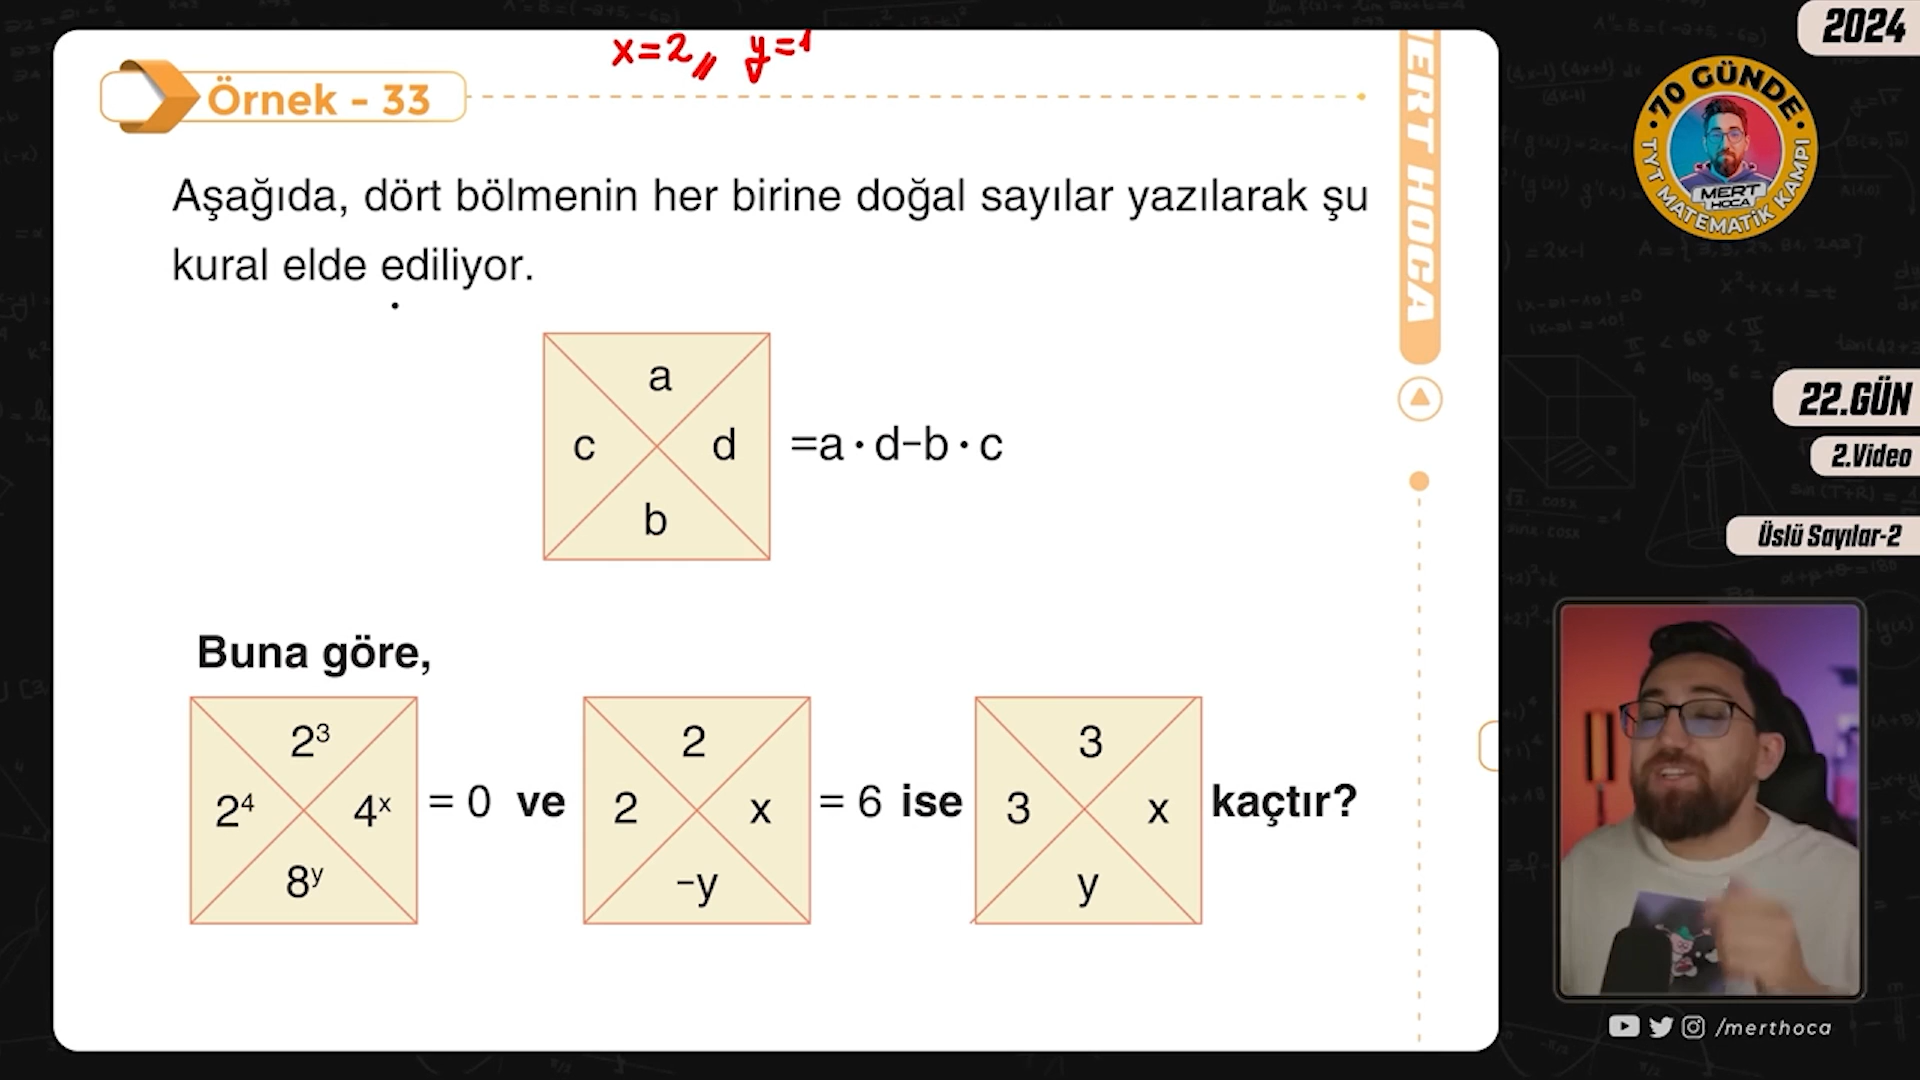 x=2 y=1
Örnek - 33
Aşağıda, dört bölmenin her birine doğal sayılar yazılarak şu
kural elde ediliyor.
a
c d =a·d-b·c
b
Buna göre,
2³ 2 3
2⁴ 4ˣ = 0 ve 2 x = 6 ise 3 x kaçtır?
8ʸ -y y
MERT HOCA
2024
70 GÜNDE
MERT
HOCA
TYT MATEMATİK KAMPI
22.GÜN
2.Video
Üslü Sayılar-2
/merthoca